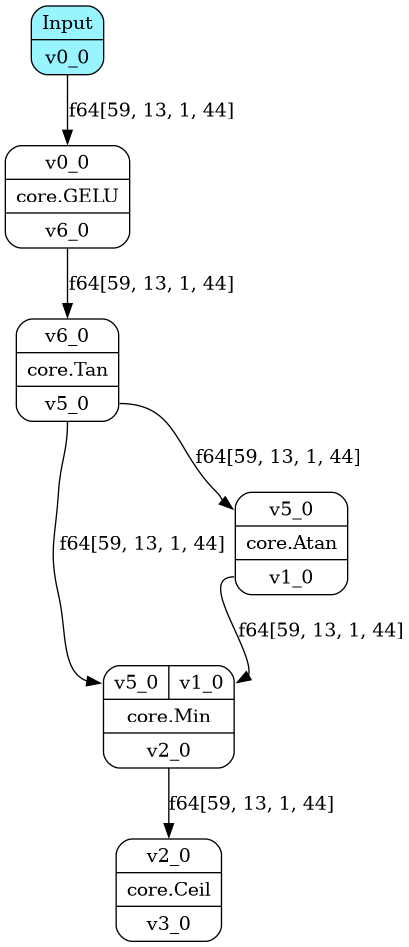 Input
v0_0
f64[59, 13, 1, 44]
v0_0
core.GELU
v6_0
f64[59, 13, 1, 44]
v6_0
core.Tan
v5_0
f64[59, 13, 1, 44]
v5_0
core.Atan
v1_0
f64[59, 13, 1, 44]
f64[59, 13, 1, 44]
v5_0 v1_0
core.Min
v2_0
f64[59, 13, 1, 44]
v2_0
core.Ceil
v3_0